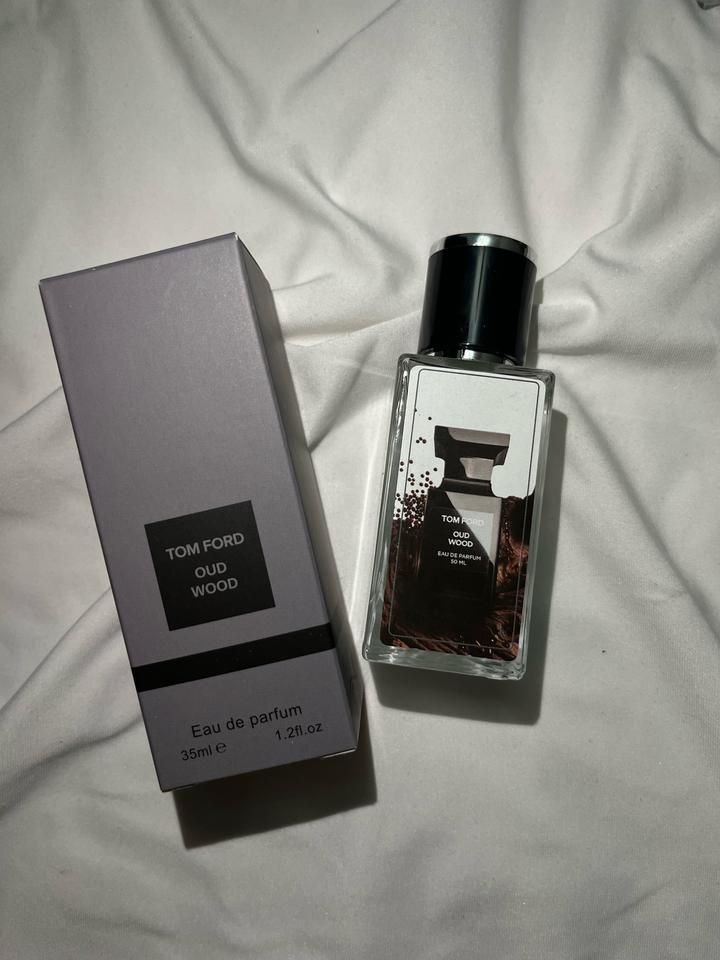 TOM FORD
OUD
WOOD
Eau de parfum
35ml ℮
1.2fl.oz
TOM FORD
OUD
WOOD
EAU DE PARFUM
50 ML